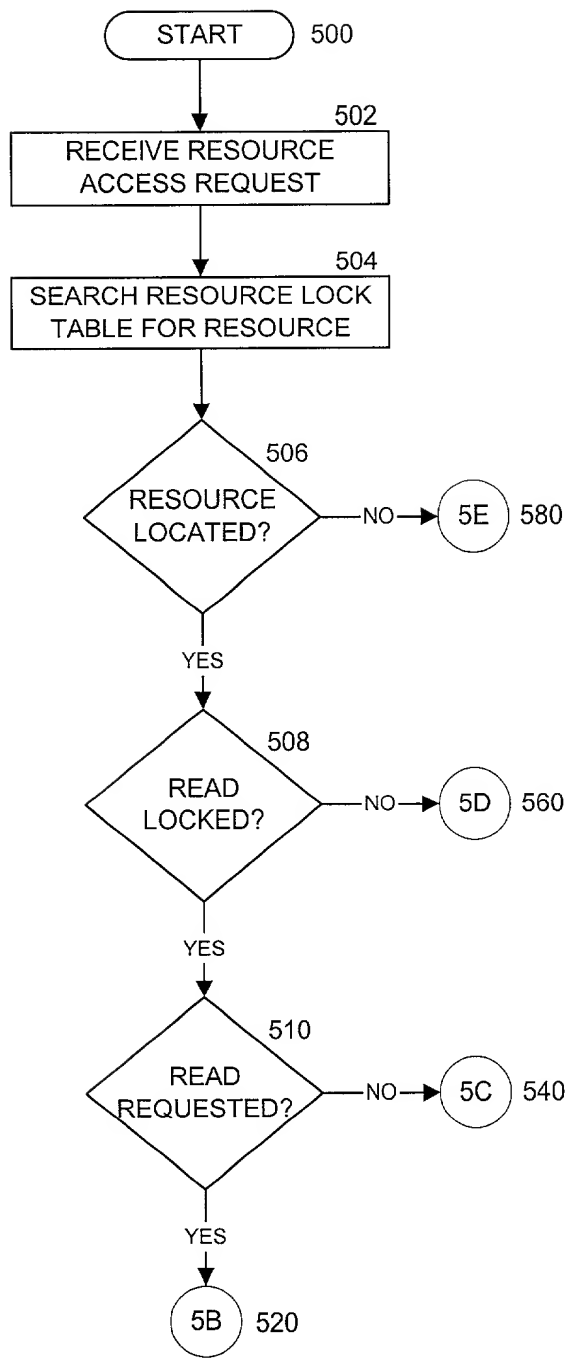 START 500
502
RECEIVE RESOURCE
ACCESS REQUEST
504
SEARCH RESOURCE LOCK
TABLE FOR RESOURCE
506
RESOURCE
LOCATED?
NO
5E 580
YES
508
READ
LOCKED?
NO
5D 560
YES
510
READ
REQUESTED?
NO
5C 540
YES
5B 520